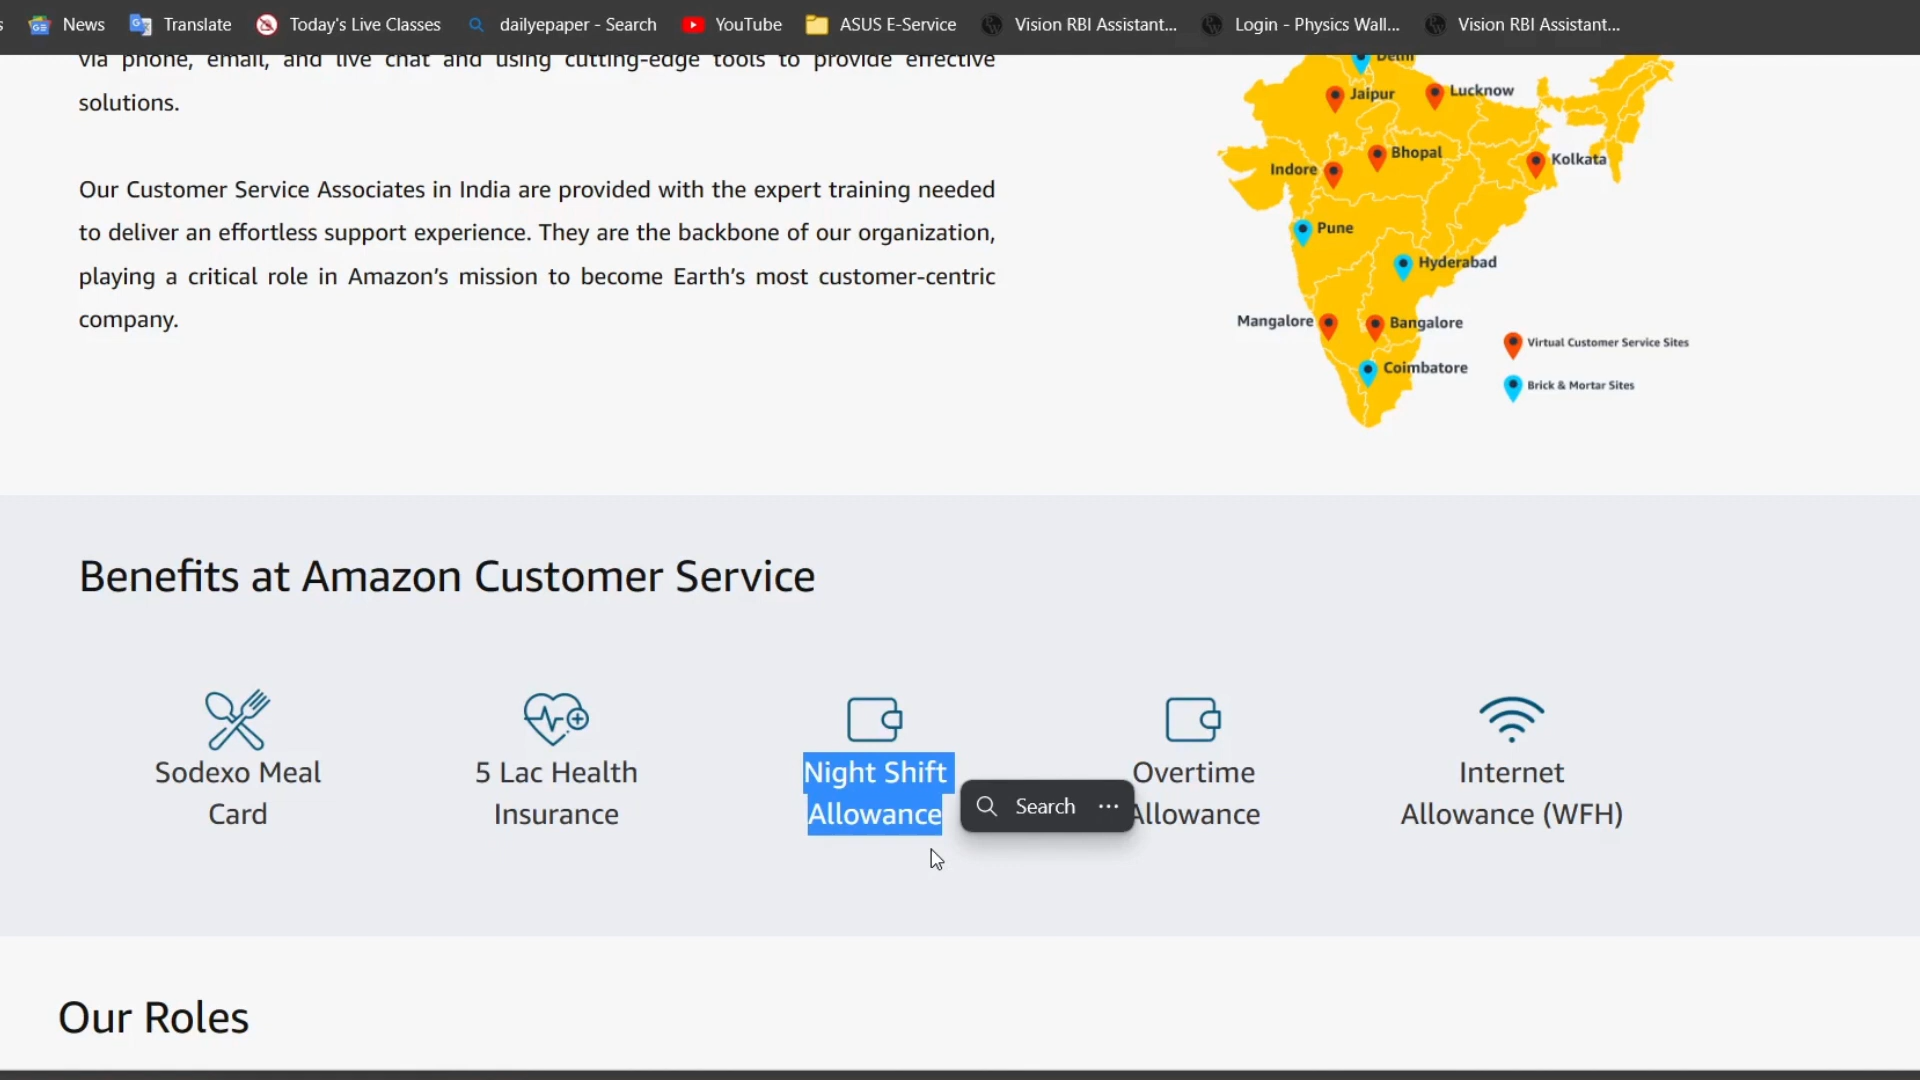 News Translate Today's Live Classes dailyepaper - Search YouTube ASUS E-Service Vision RBI Assistant... Login - Physics Wall... Vision RBI Assistant...
via phone, email, and live chat and using cutting-edge tools to provide effective
solutions.
Our Customer Service Associates in India are provided with the expert training needed
to deliver an effortless support experience. They are the backbone of our organization,
playing a critical role in Amazon's mission to become Earth's most customer-centric
company.
Delhi
Jaipur
Lucknow
Bhopal
Kolkata
Indore
Pune
Hyderabad
Mangalore
Bangalore
Coimbatore
Virtual Customer Service Sites
Brick & Mortar Sites
Benefits at Amazon Customer Service
Sodexo Meal
Card
5 Lac Health
Insurance
Night Shift
Allowance
Search ...
Overtime
Allowance
Internet
Allowance (WFH)
Our Roles